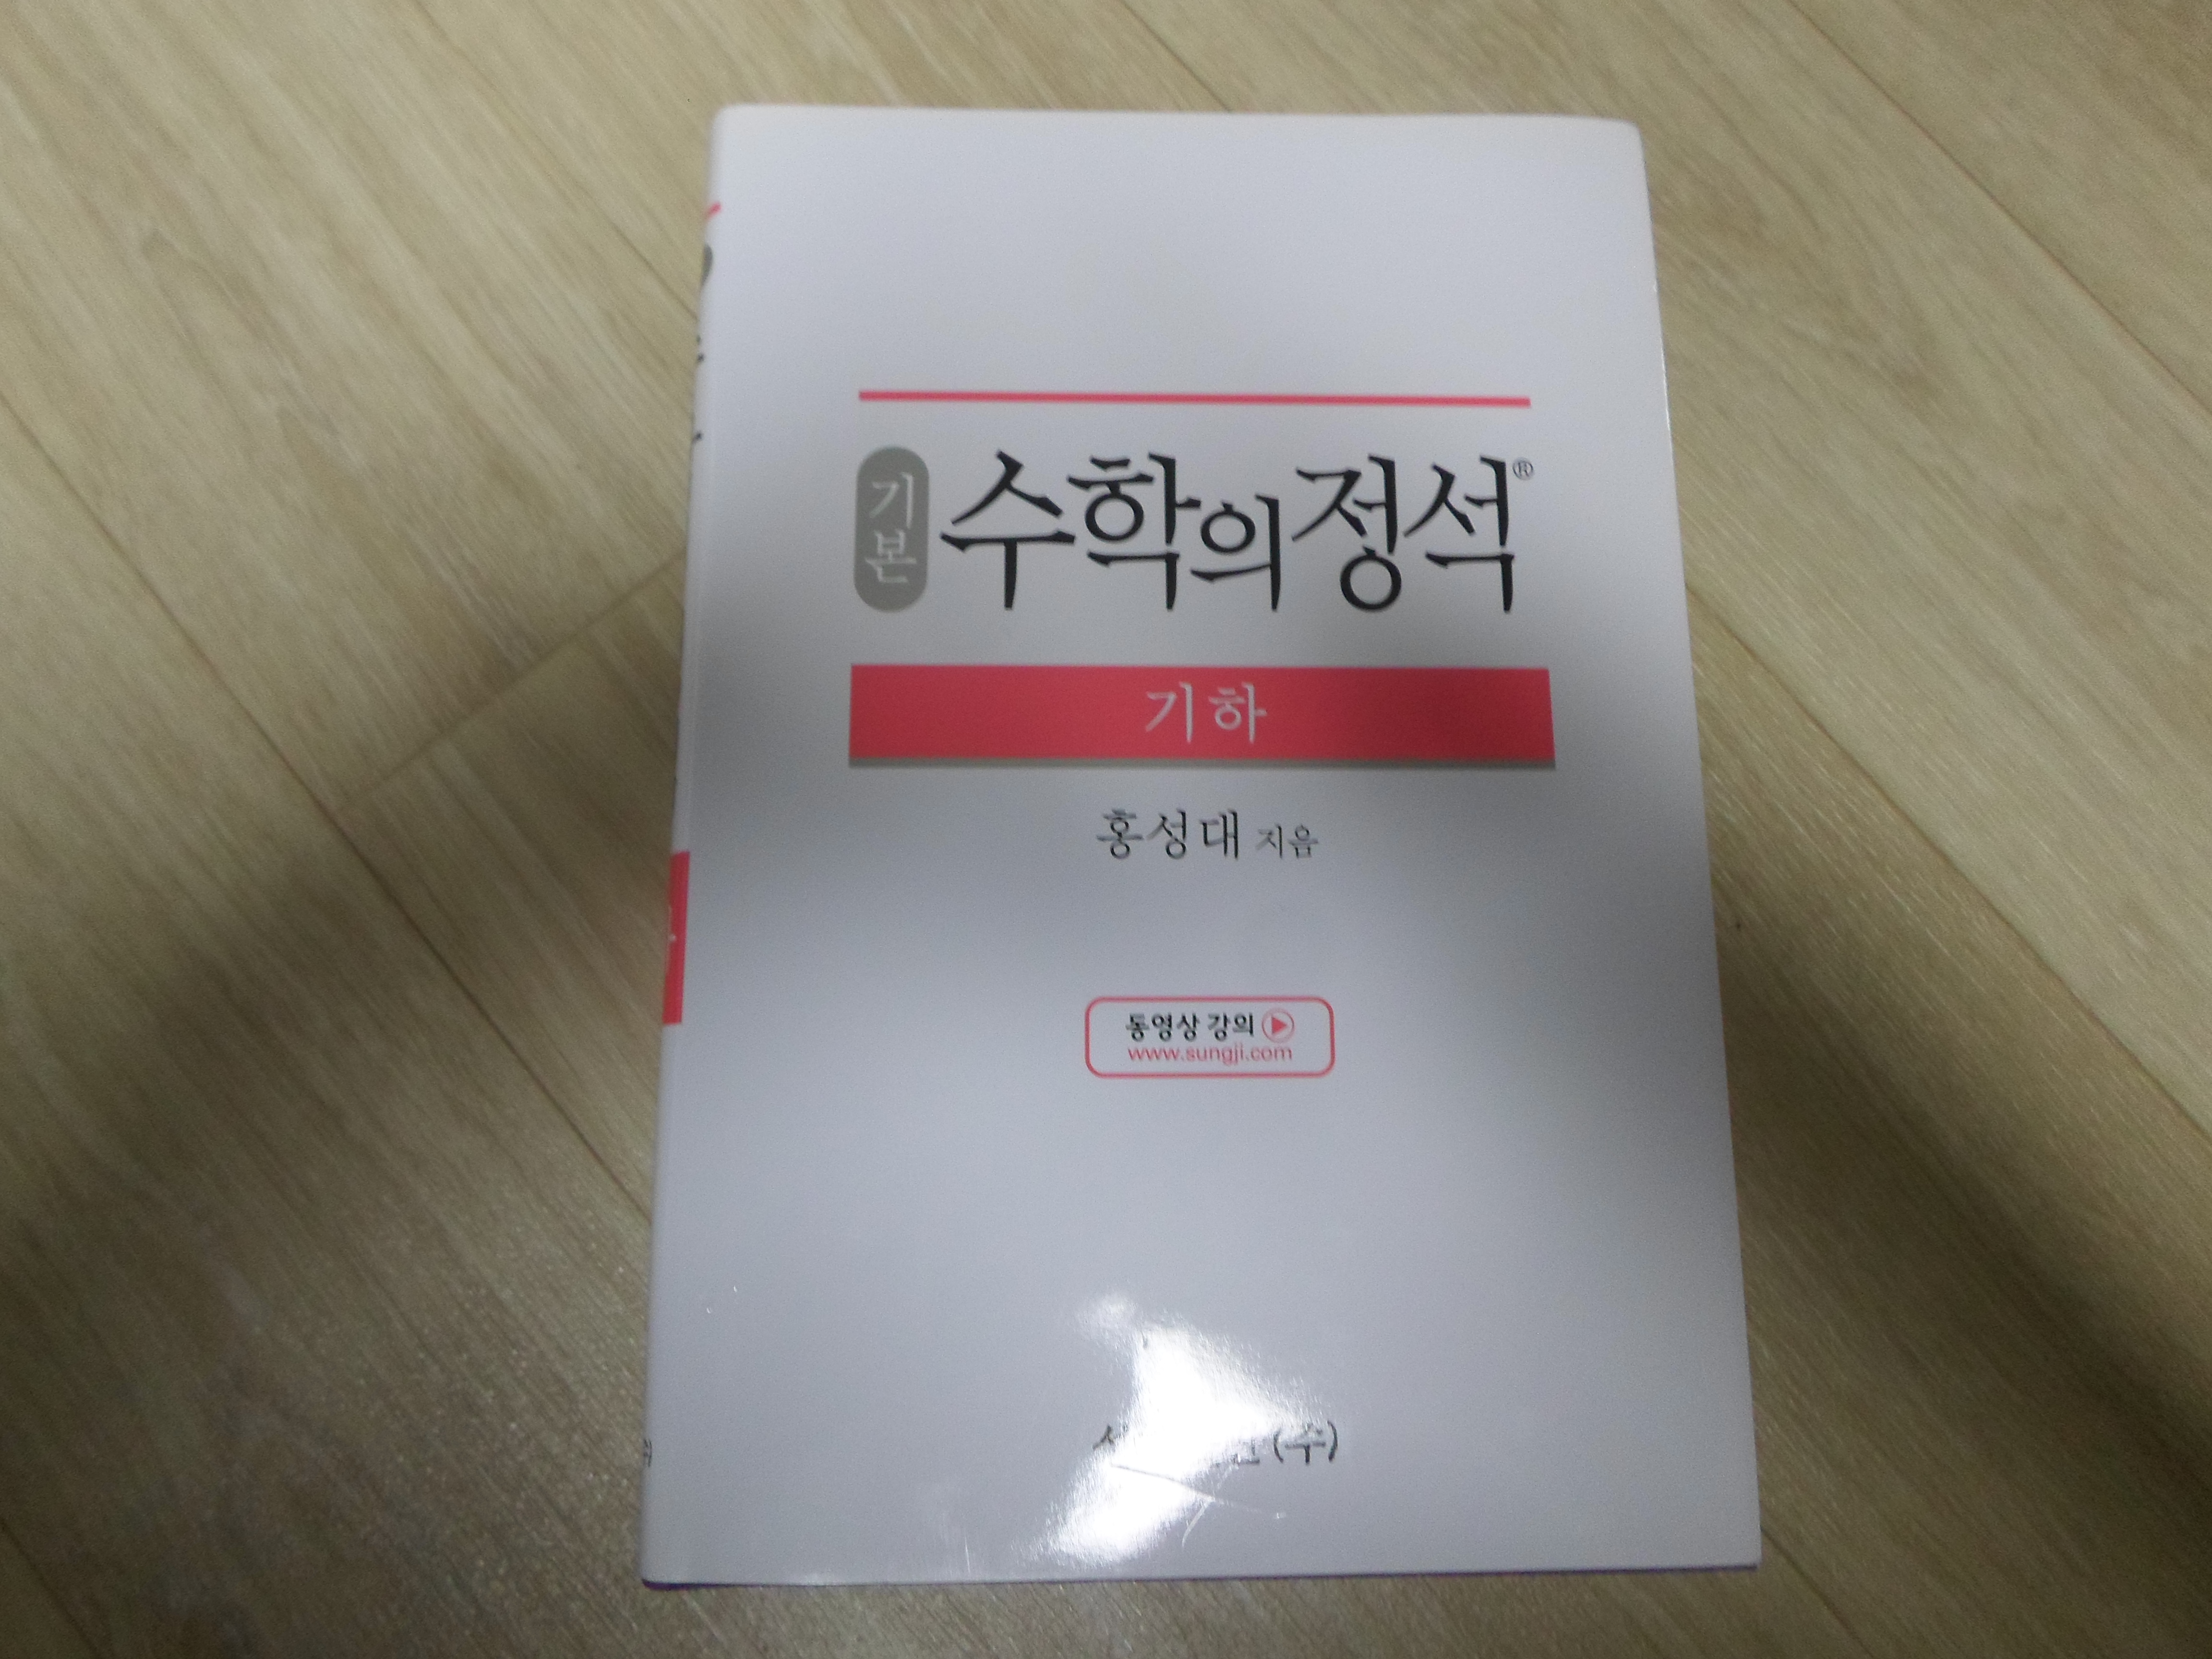 기본 수학의 정석®
기하
홍성대 지음
동영상 강의
www.sungji.com
(주)